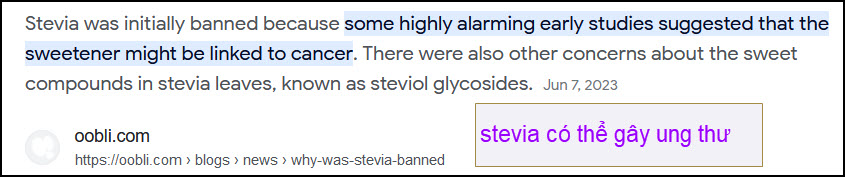 Stevia was initially banned because some highly alarming early studies suggested that the
sweetener might be linked to cancer. There were also other concerns about the sweet
compounds in stevia leaves, known as steviol glycosides. Jun 7, 2023
oobli.com
https://oobli.com › blogs › news › why-was-stevia-banned
stevia có thể gây ung thư